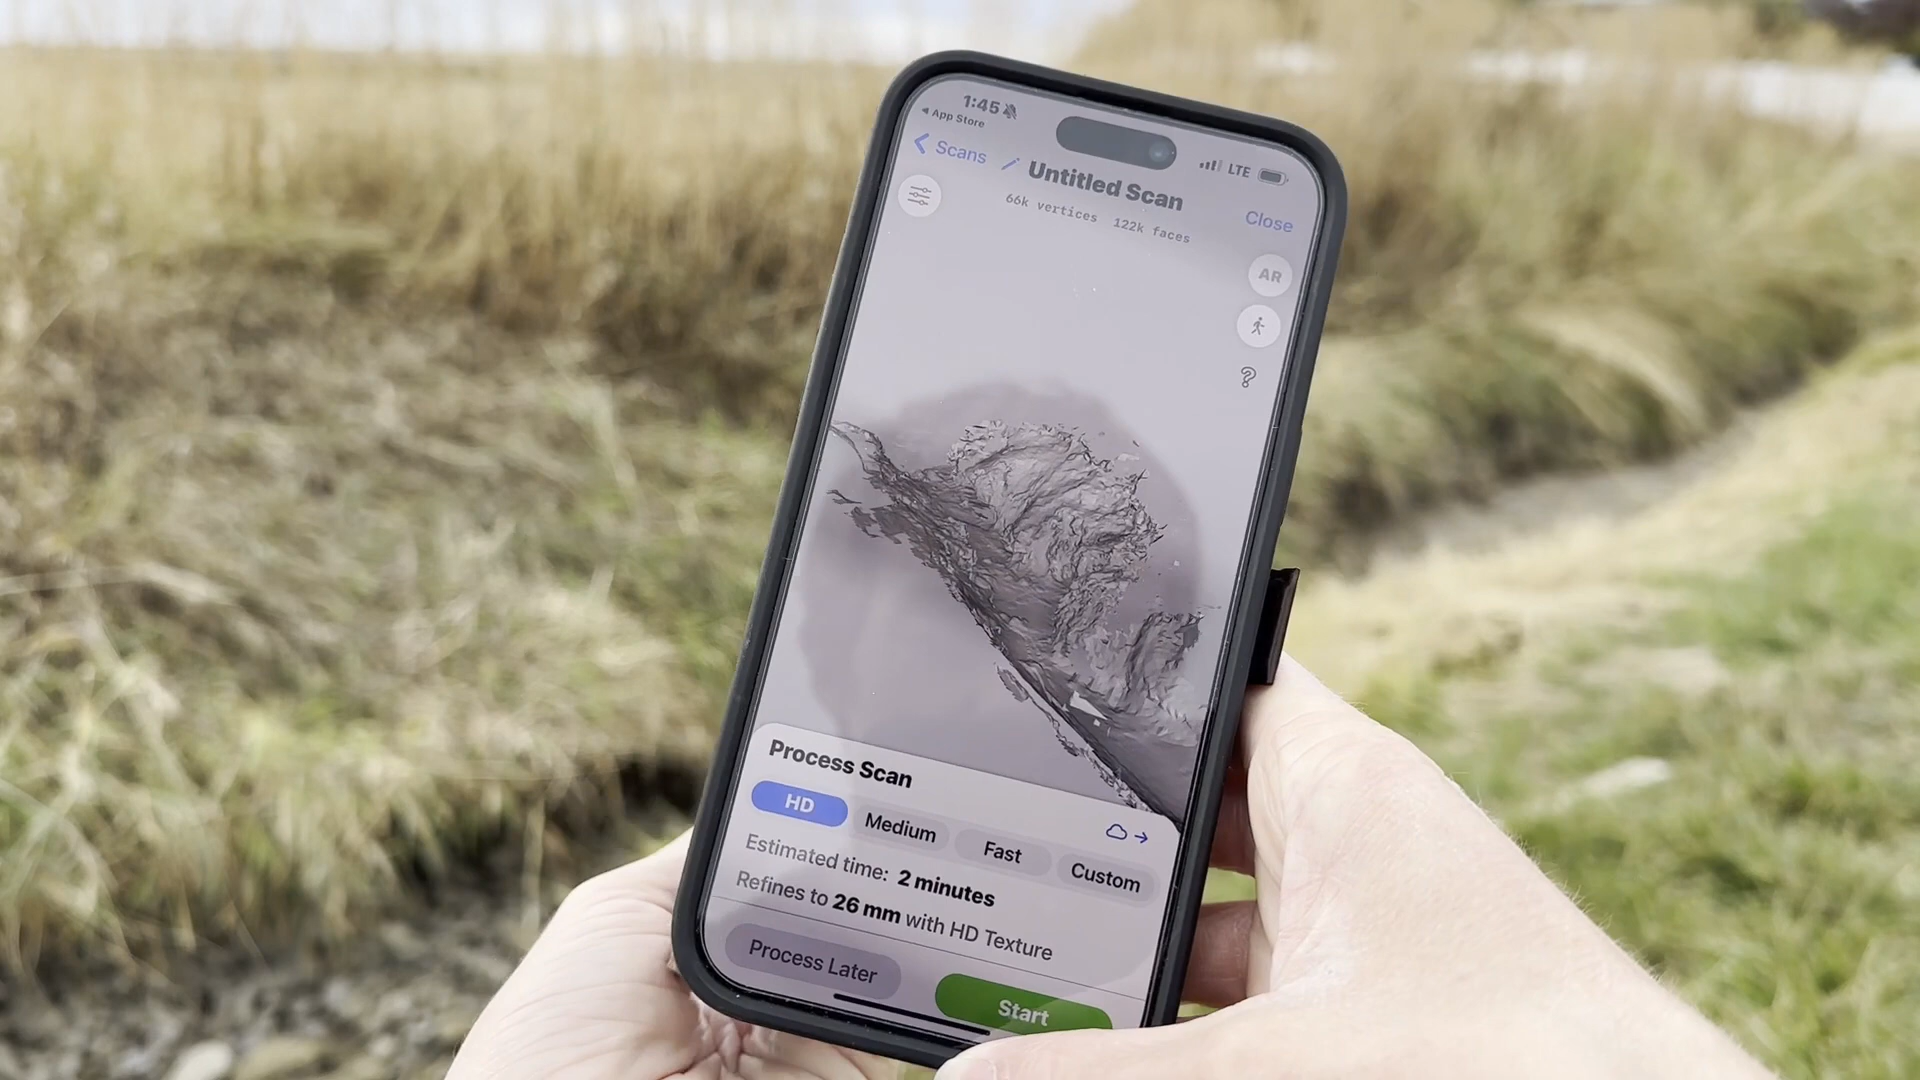 1:45
App Store
LTE
Scans
Untitled Scan
66k vertices 122k faces
Close
AR
?
Process Scan
HD
Medium
Fast
Custom
Estimated time: 2 minutes
Refines to 26 mm with HD Texture
Process Later
Start